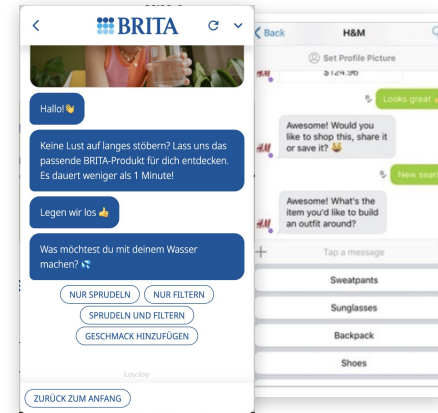 BRITA
Hallo!👋
Keine Lust auf langes stöbern? Lass uns das
passende BRITA-Produkt für dich entdecken.
Es dauert weniger als 1 Minute!
Legen wir los 👍
Was möchtest du mit deinem Wasser
machen? 💦
NUR SPRUDELN
NUR FILTERN
SPRUDELN UND FILTERN
GESCHMACK HINZUFÜGEN
LoyJoy
ZURÜCK ZUM ANFANG
Back
H&M
Set Profile Picture
$124.96
H&M
Looks great
Awesome! Would you
like to shop this, share it
or save it? 😸
H&M
New sear
Awesome! What's the
item you'd like to build
an outfit around?
H&M
Tap a message
Sweatpants
Sunglasses
Backpack
Shoes